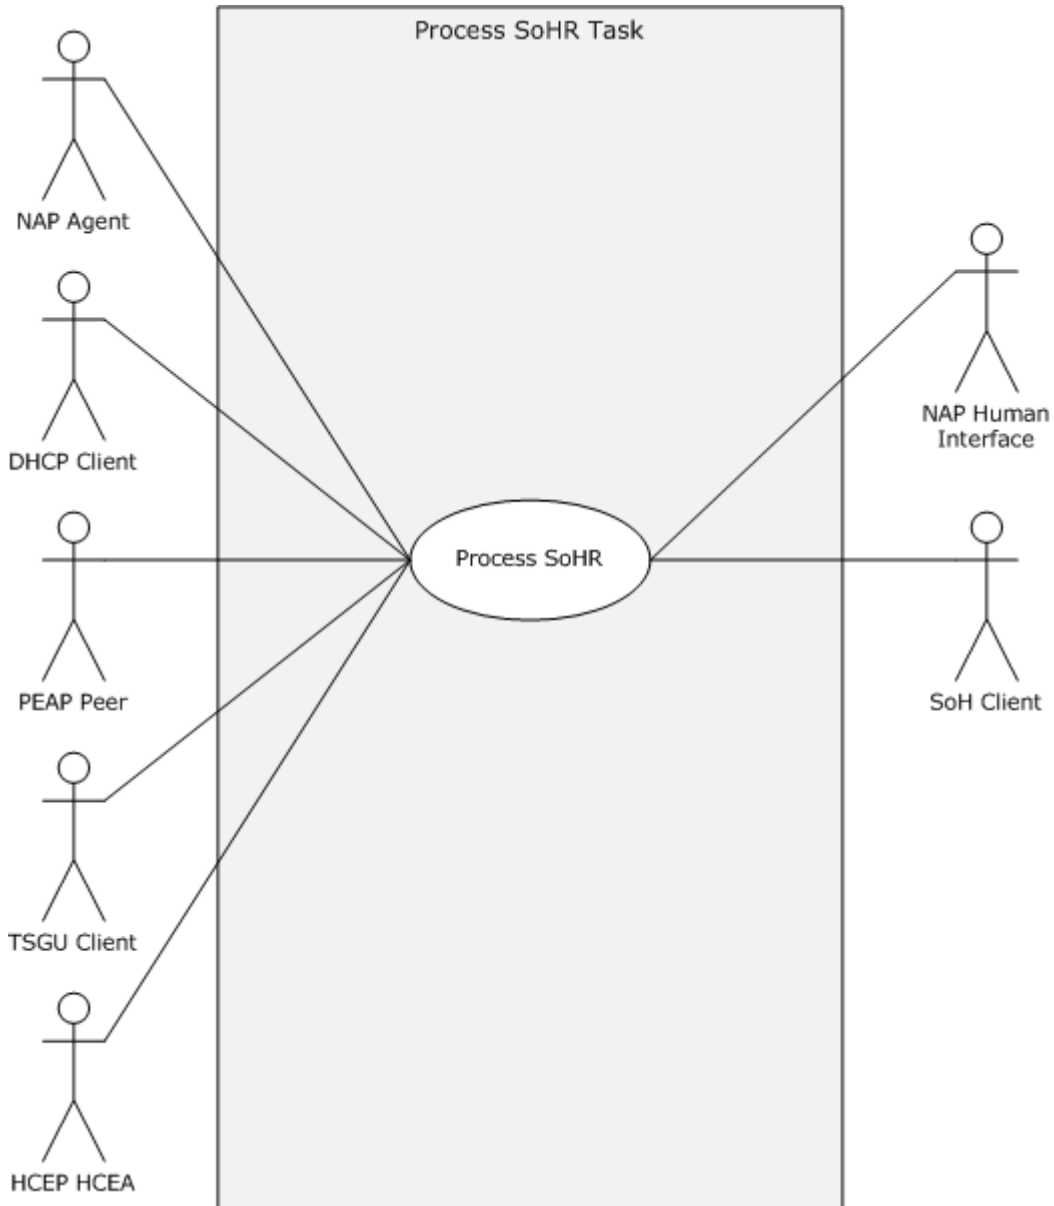 Process SoHR Task
NAP Agent
DHCP Client
PEAP Peer
TSGU Client
HCEP HCEA
Process SoHR
NAP Human
Interface
SoH Client